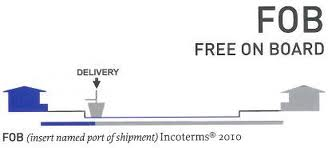 FOB
FREE ON BOARD
DELIVERY
FOB (insert named port of shipment) Incoterms® 2010